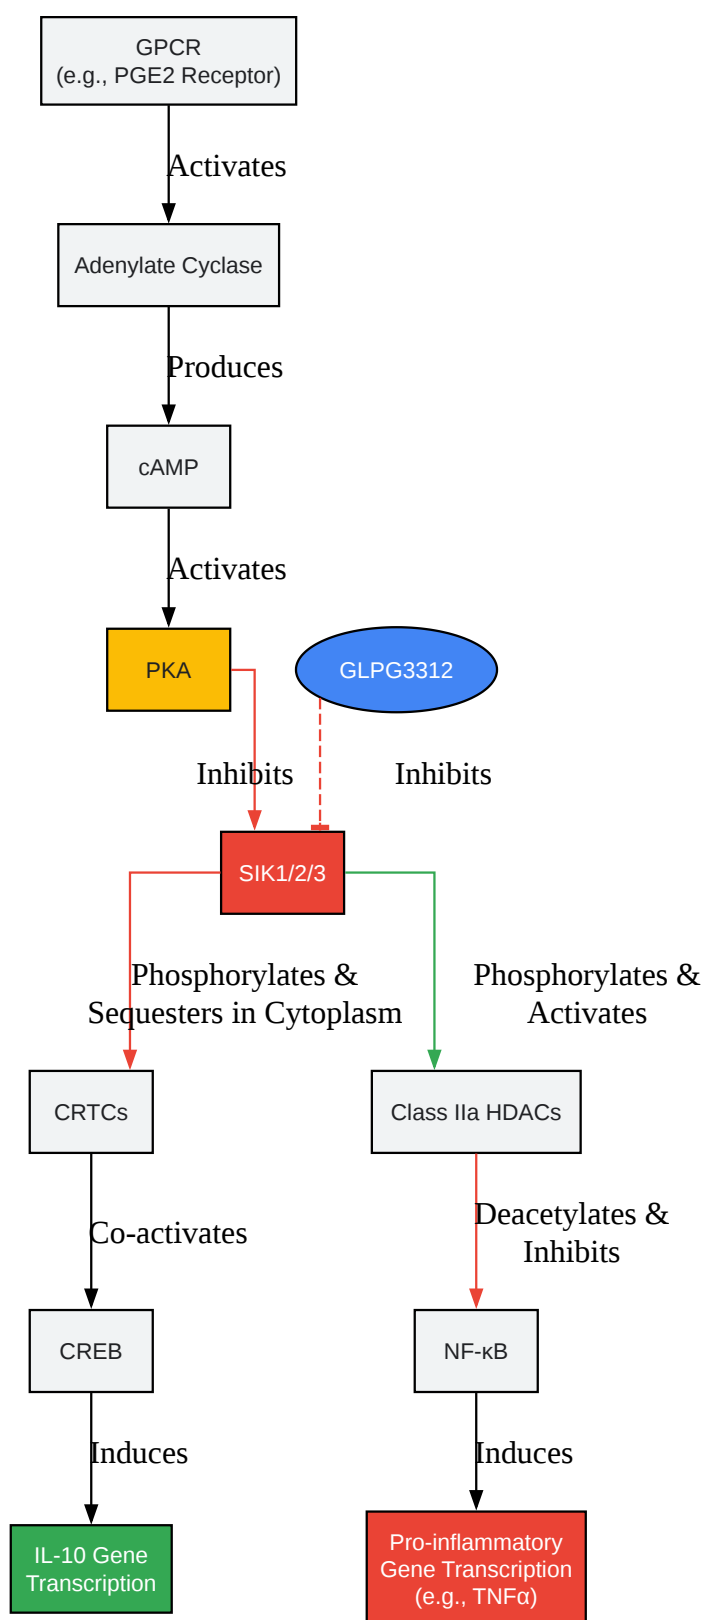 GPCR
(e.g., PGE2 Receptor)
Activates
Adenylate Cyclase
Produces
cAMP
Activates
PKA
GLPG3312
Inhibits
Inhibits
SIK1/2/3
Phosphorylates &
Sequesters in Cytoplasm
Phosphorylates &
Activates
CRTCs
Class IIa HDACs
Co-activates
Deacetylates &
Inhibits
CREB
NF-κB
Induces
Induces
IL-10 Gene
Transcription
Pro-inflammatory
Gene Transcription
(e.g., TNFα)